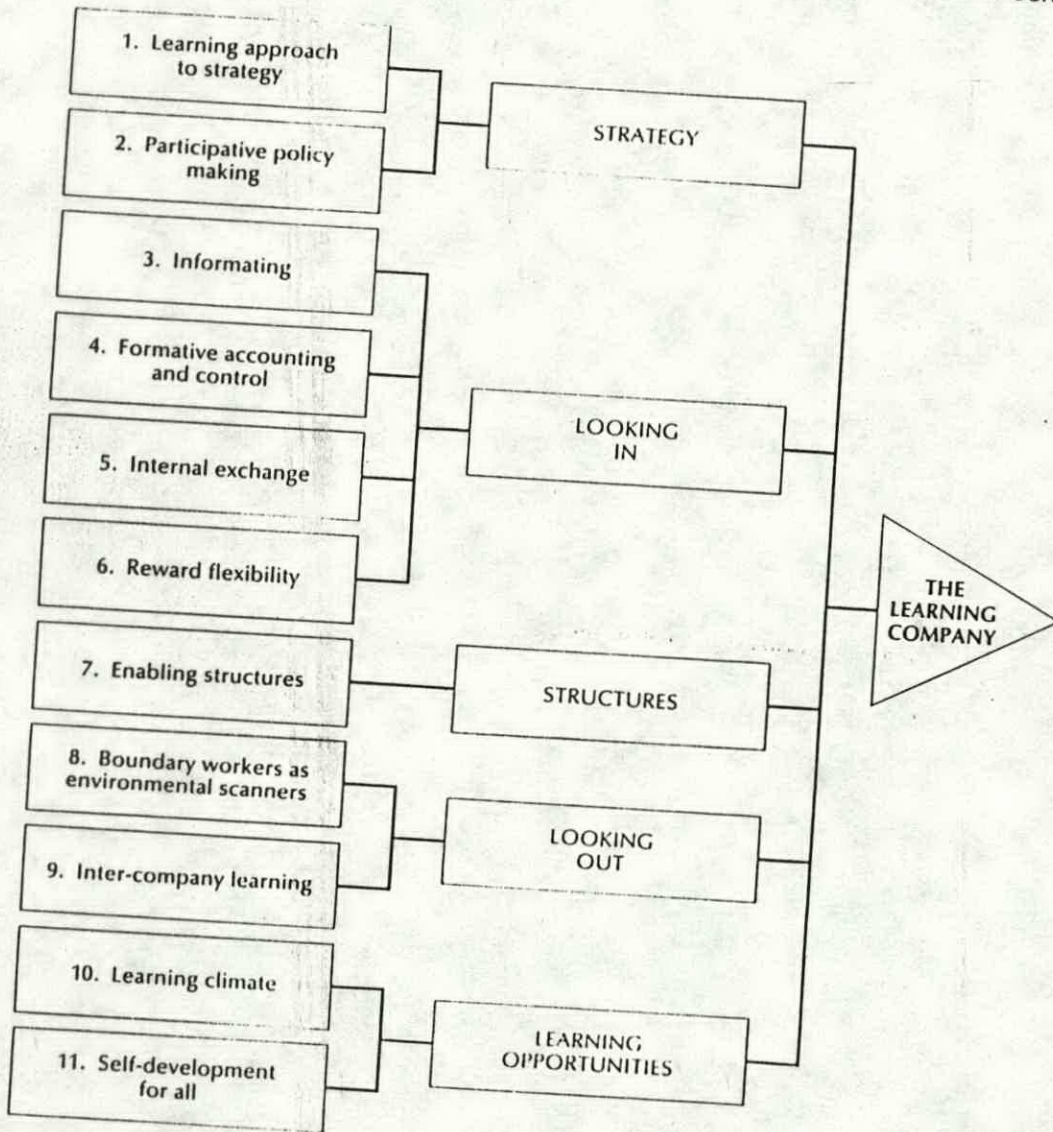 1. Learning approach
to strategy
2. Participative policy
making
3. Informating
4. Formative accounting
and control
5. Internal exchange
6. Reward flexibility
7. Enabling structures
8. Boundary workers as
environmental scanners
9. Inter-company learning
10. Learning climate
11. Self-development
for all
STRATEGY
LOOKING
IN
STRUCTURES
LOOKING
OUT
LEARNING
OPPORTUNITIES
THE
LEARNING
COMPANY